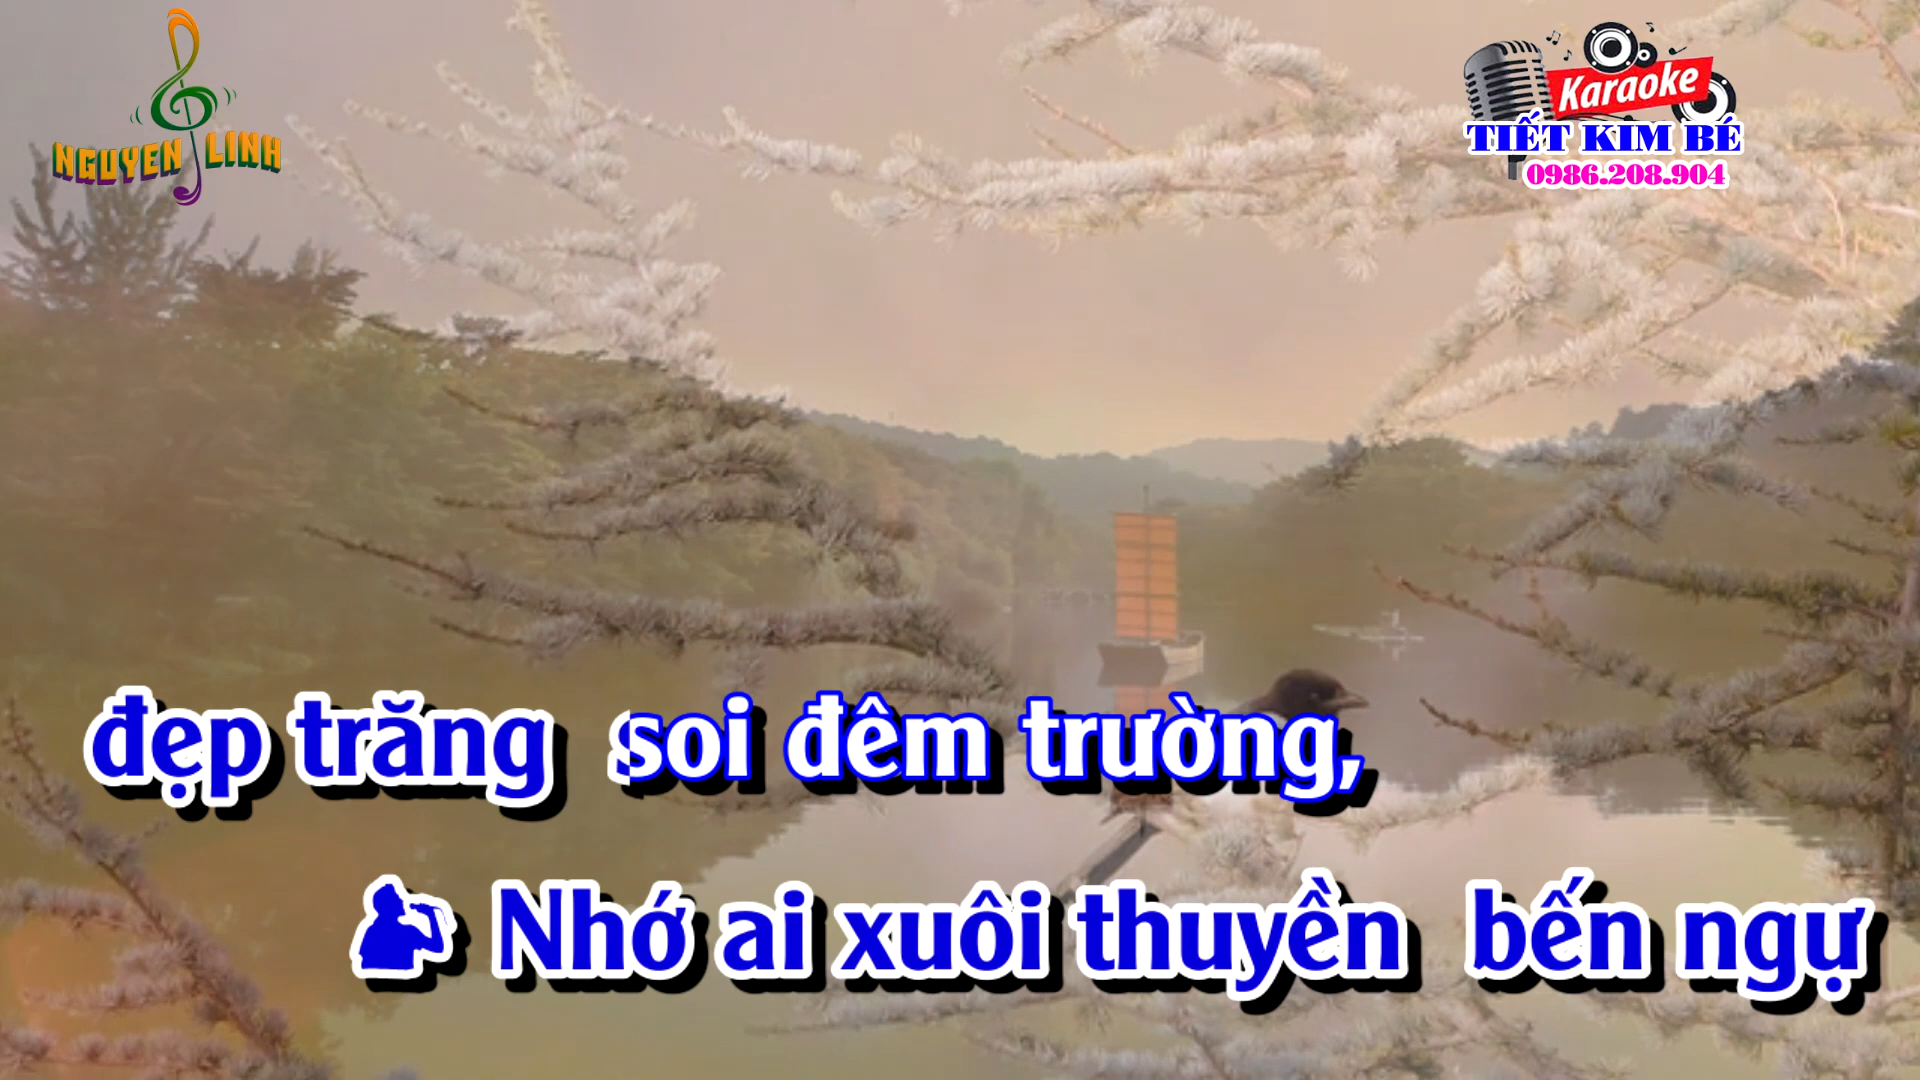 NGUYEN LINH
Karaoke
TIẾT KIM BÉ
0986.208.904
đẹp trăng soi đêm trường,
Nhớ ai xuôi thuyền bến ngự